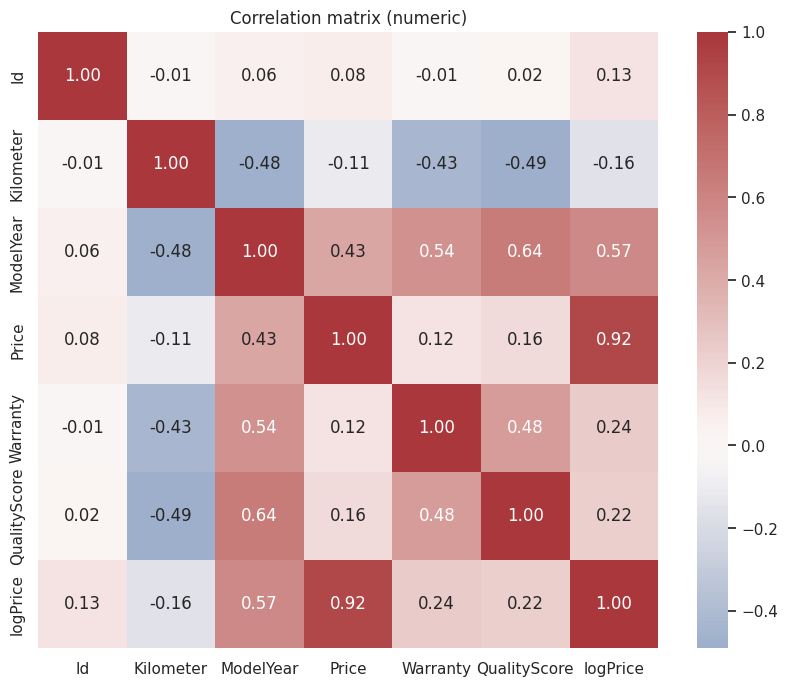 Correlation matrix (numeric)
Id 1.00 -0.01 0.06 0.08 -0.01 0.02 0.13
Kilometer -0.01 1.00 -0.48 -0.11 -0.43 -0.49 -0.16
ModelYear 0.06 -0.48 1.00 0.43 0.54 0.64 0.57
Price 0.08 -0.11 0.43 1.00 0.12 0.16 0.92
Warranty -0.01 -0.43 0.54 0.12 1.00 0.48 0.24
QualityScore 0.02 -0.49 0.64 0.16 0.48 1.00 0.22
logPrice 0.13 -0.16 0.57 0.92 0.24 0.22 1.00
Id Kilometer ModelYear Price Warranty QualityScore logPrice
1.0
0.8
0.6
0.4
0.2
0.0
−0.2
−0.4